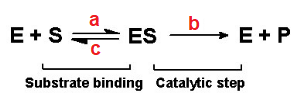 a b
E + S ES E + P
c
Substrate binding Catalytic step